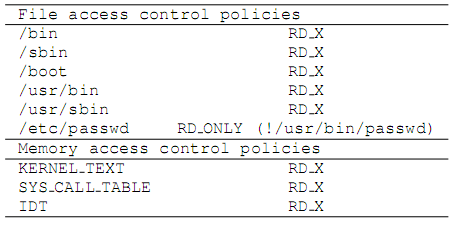 File access control policies
/bin RD_X
/sbin RD_X
/boot RD_X
/usr/bin RD_X
/usr/sbin RD_X
/etc/passwd RD_ONLY (!/usr/bin/passwd)
Memory access control policies
KERNEL_TEXT RD_X
SYS_CALL_TABLE RD_X
IDT RD_X